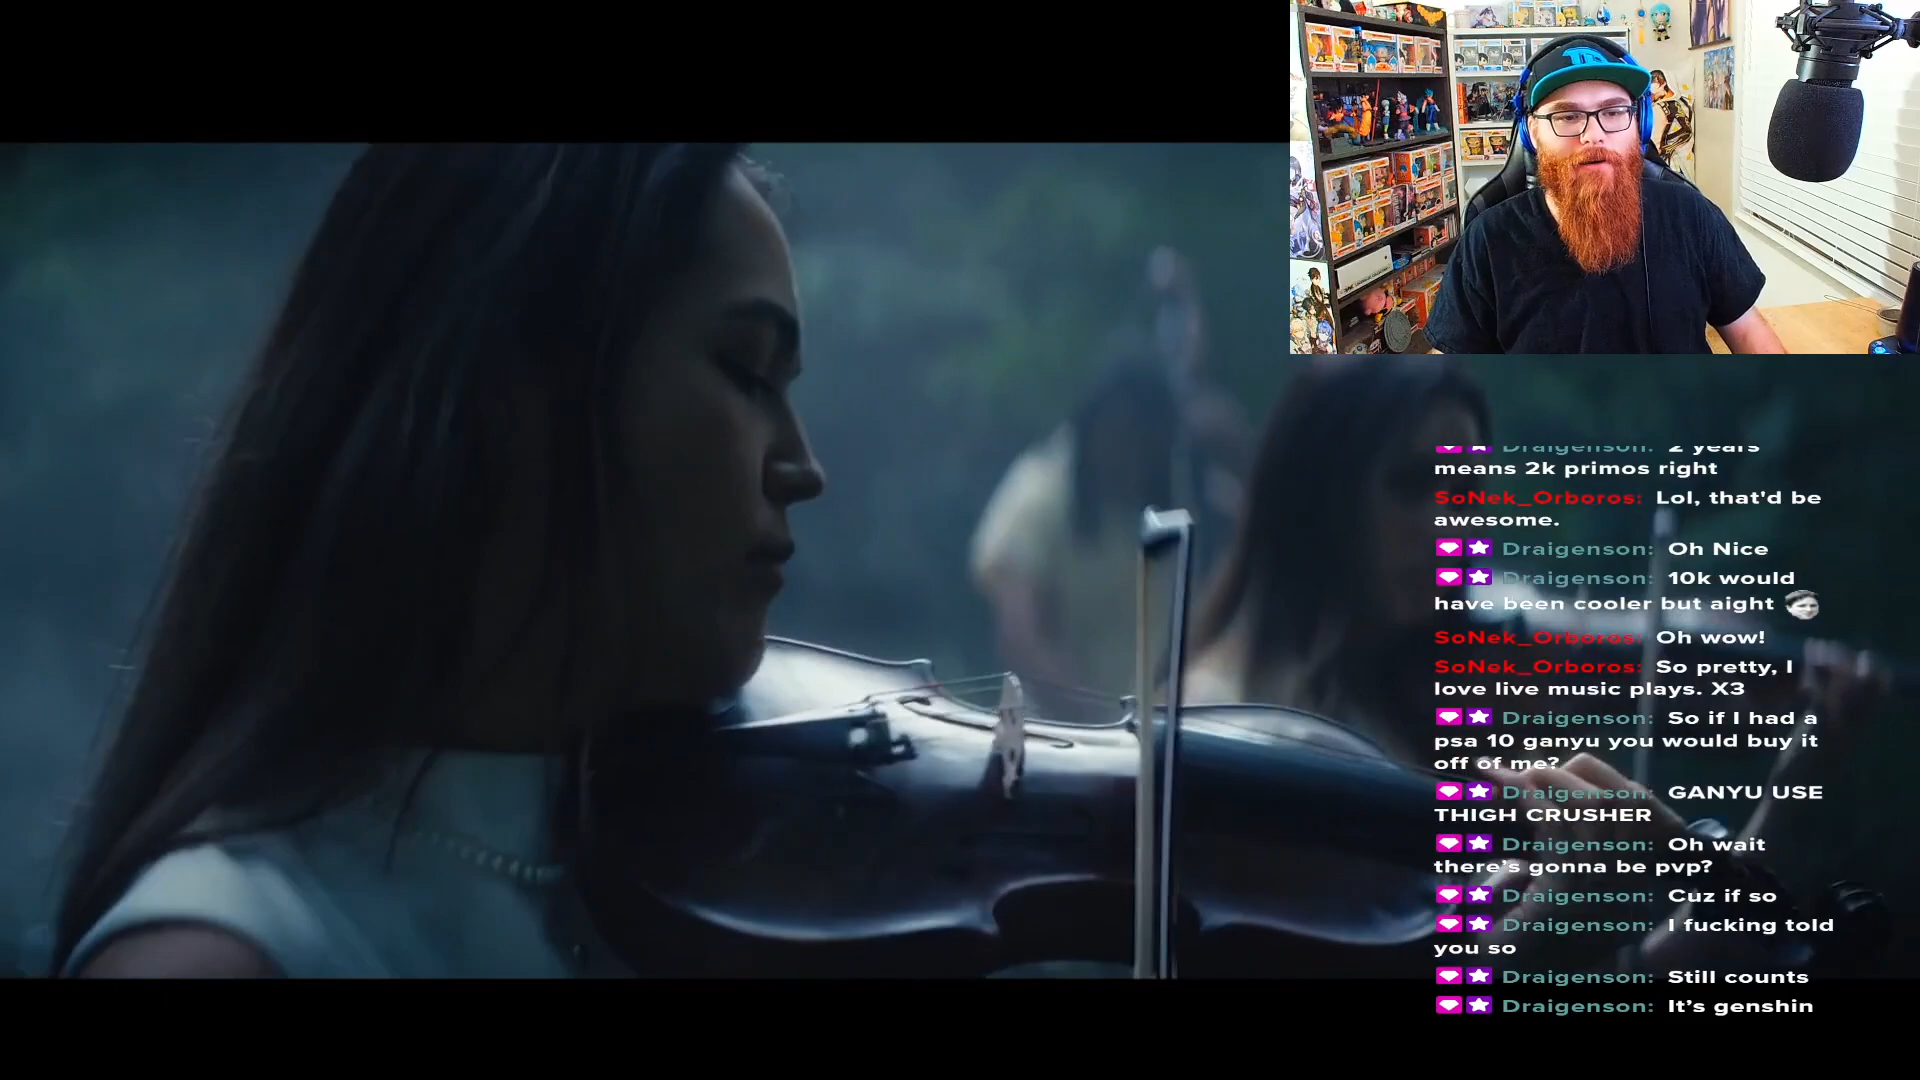 Draigenson: 2 years
means 2k primos right
SoNek_Orboros: Lol, that'd be
awesome.
Draigenson: Oh Nice
Draigenson: 10k would
have been cooler but aight
SoNek_Orboros: Oh wow!
SoNek_Orboros: So pretty, I
love live music plays. X3
Draigenson: So if I had a
psa 10 ganyu you would buy it
off of me?
Draigenson: GANYU USE
THIGH CRUSHER
Draigenson: Oh wait
there's gonna be pvp?
Draigenson: Cuz if so
Draigenson: I fucking told
you so
Draigenson: Still counts
Draigenson: It's genshin